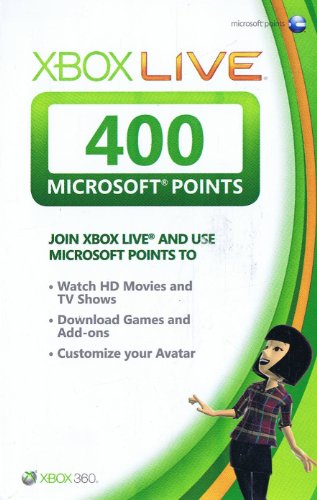 microsoft points
XBOX LIVE®
400
MICROSOFT® POINTS
JOIN XBOX LIVE® AND USE
MICROSOFT POINTS TO
• Watch HD Movies and
TV Shows
• Download Games and
Add-ons
• Customize your Avatar
XBOX 360®